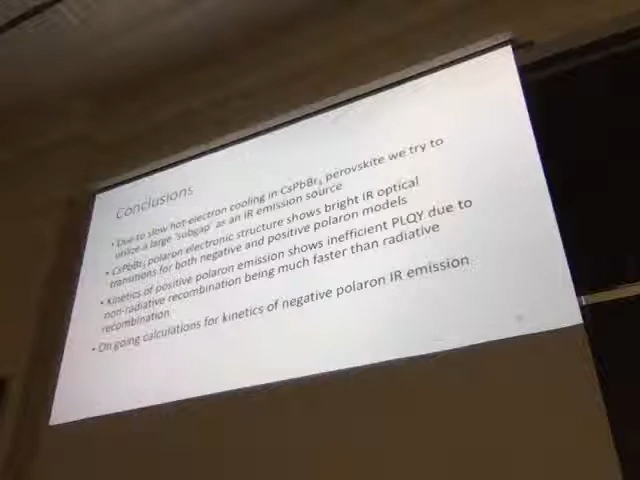 Conclusions
• Due to slow hot-electron cooling in CsPbBr₃ perovskite we try to
utilize a large 'subgap' as an IR emission source
• CsPbBr₃ polaron electronic structure shows bright IR optical
transitions for both negative and positive polaron models
• Kinetics of positive polaron emission shows inefficient PLQY due to
non-radiative recombination being much faster than radiative
recombination
• On going calculations for kinetics of negative polaron IR emission